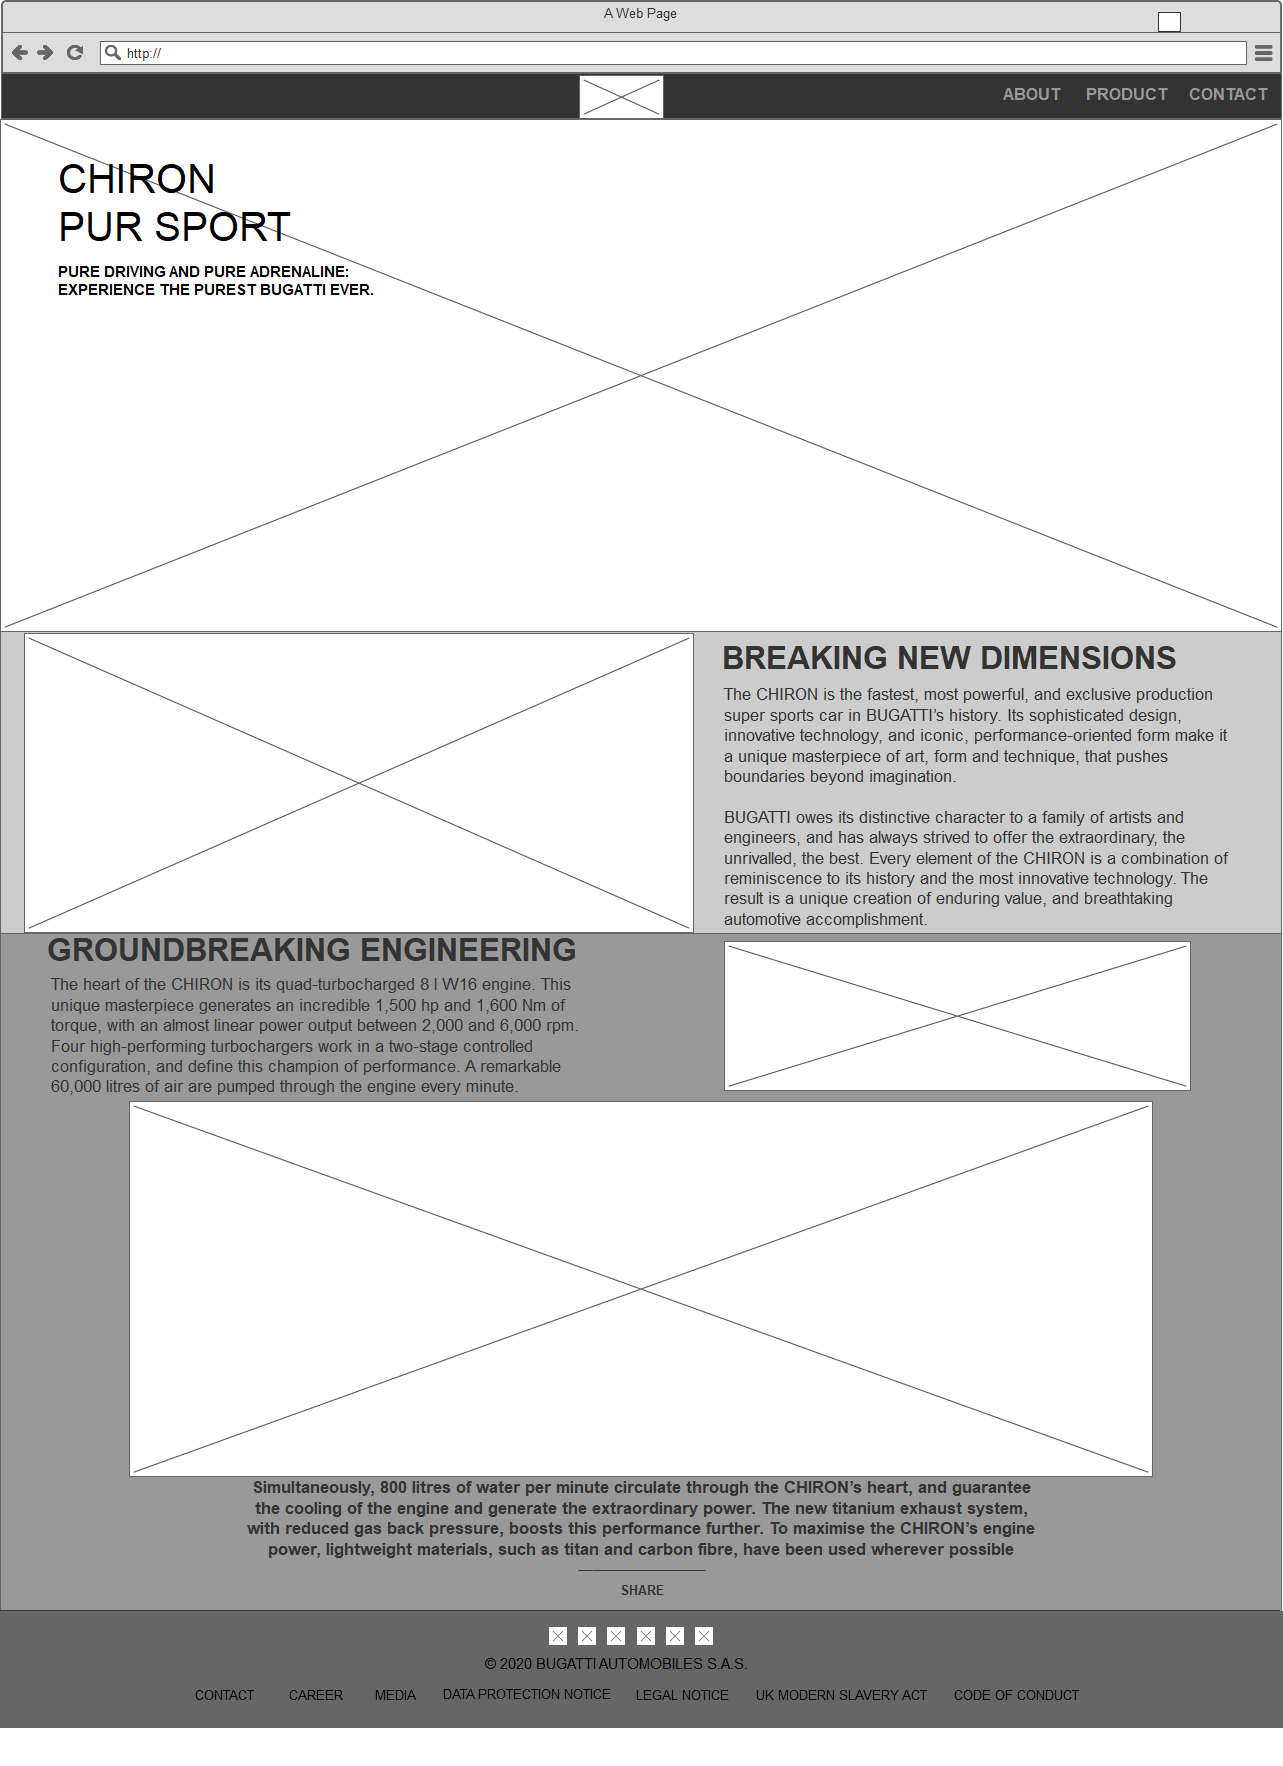 A Web Page
http://
ABOUT PRODUCT CONTACT
CHIRON
PUR SPORT
PURE DRIVING AND PURE ADRENALINE:
EXPERIENCE THE PUREST BUGATTI EVER.
BREAKING NEW DIMENSIONS
The CHIRON is the fastest, most powerful, and exclusive production
super sports car in BUGATTI’s history. Its sophisticated design,
innovative technology, and iconic, performance-oriented form make it
a unique masterpiece of art, form and technique, that pushes
boundaries beyond imagination.
BUGATTI owes its distinctive character to a family of artists and
engineers, and has always strived to offer the extraordinary, the
unrivalled, the best. Every element of the CHIRON is a combination of
reminiscence to its history and the most innovative technology. The
result is a unique creation of enduring value, and breathtaking
automotive accomplishment.
GROUNDBREAKING ENGINEERING
The heart of the CHIRON is its quad-turbocharged 8 l W16 engine. This
unique masterpiece generates an incredible 1,500 hp and 1,600 Nm of
torque, with an almost linear power output between 2,000 and 6,000 rpm.
Four high-performing turbochargers work in a two-stage controlled
configuration, and define this champion of performance. A remarkable
60,000 litres of air are pumped through the engine every minute.
Simultaneously, 800 litres of water per minute circulate through the CHIRON’s heart, and guarantee
the cooling of the engine and generate the extraordinary power. The new titanium exhaust system,
with reduced gas back pressure, boosts this performance further. To maximise the CHIRON’s engine
power, lightweight materials, such as titan and carbon fibre, have been used wherever possible
SHARE
© 2020 BUGATTI AUTOMOBILES S.A.S.
CONTACT CAREER MEDIA DATA PROTECTION NOTICE LEGAL NOTICE UK MODERN SLAVERY ACT CODE OF CONDUCT